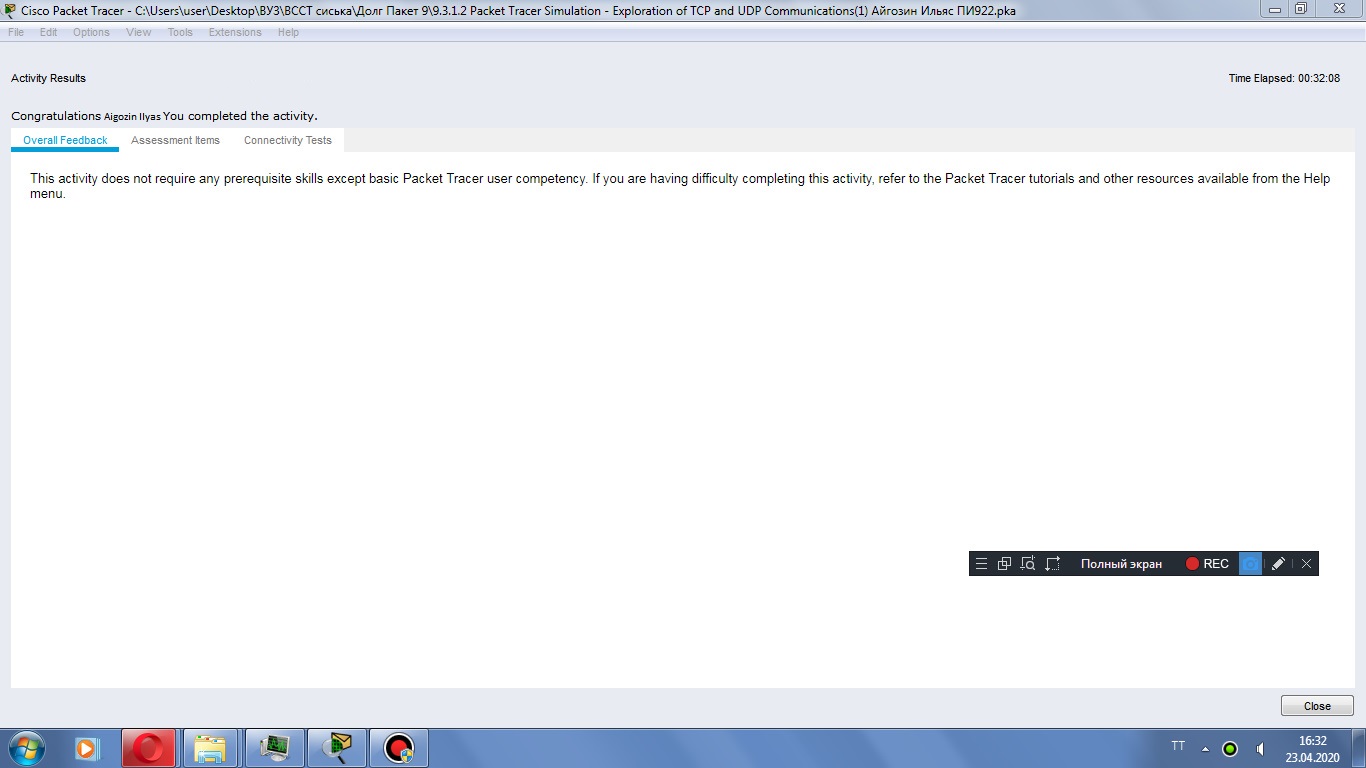 Cisco Packet Tracer - C:\Users\user\Desktop\ВУЗ\ВССТ сиська\Долг Пакет 9\9.3.1.2 Packet Tracer Simulation - Exploration of TCP and UDP Communications(1) Айгозин Ильяс ПИ922.pka
File Edit Options View Tools Extensions Help
Activity Results Time Elapsed: 00:32:08
Congratulations Aigozin Ilyas You completed the activity.
Overall Feedback Assessment Items Connectivity Tests
This activity does not require any prerequisite skills except basic Packet Tracer user competency. If you are having difficulty completing this activity, refer to the Packet Tracer tutorials and other resources available from the Help
menu.
Полный экран REC
Close
TT 16:32
23.04.2020